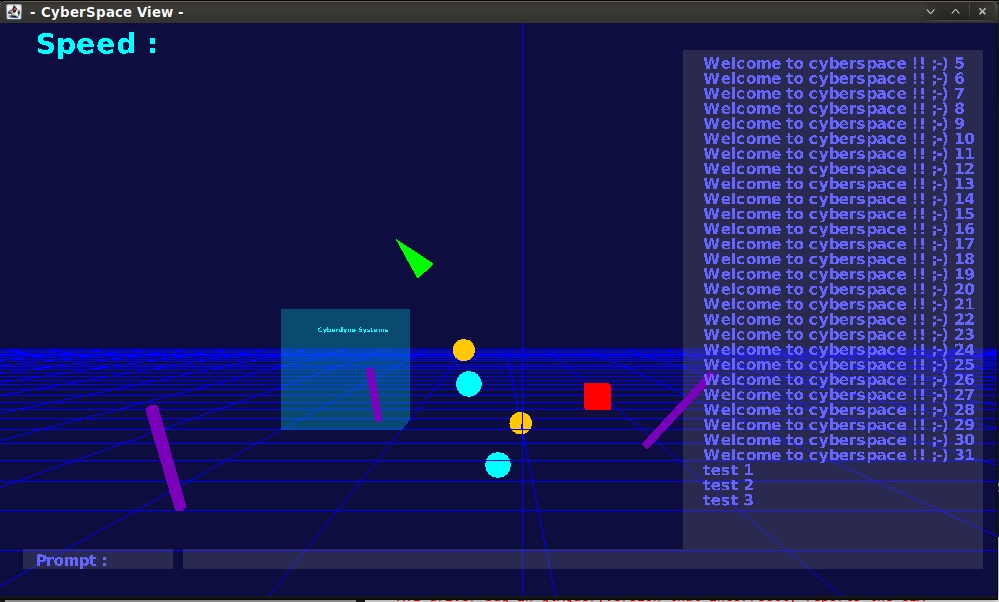 - CyberSpace View -
Speed :
Welcome to cyberspace !! ;-) 5
Welcome to cyberspace !! ;-) 6
Welcome to cyberspace !! ;-) 7
Welcome to cyberspace !! ;-) 8
Welcome to cyberspace !! ;-) 9
Welcome to cyberspace !! ;-) 10
Welcome to cyberspace !! ;-) 11
Welcome to cyberspace !! ;-) 12
Welcome to cyberspace !! ;-) 13
Welcome to cyberspace !! ;-) 14
Welcome to cyberspace !! ;-) 15
Welcome to cyberspace !! ;-) 16
Welcome to cyberspace !! ;-) 17
Welcome to cyberspace !! ;-) 18
Welcome to cyberspace !! ;-) 19
Welcome to cyberspace !! ;-) 20
Welcome to cyberspace !! ;-) 21
Welcome to cyberspace !! ;-) 22
Welcome to cyberspace !! ;-) 23
Welcome to cyberspace !! ;-) 24
Welcome to cyberspace !! ;-) 25
Welcome to cyberspace !! ;-) 26
Welcome to cyberspace !! ;-) 27
Welcome to cyberspace !! ;-) 28
Welcome to cyberspace !! ;-) 29
Welcome to cyberspace !! ;-) 30
Welcome to cyberspace !! ;-) 31
test 1
test 2
test 3
Cyberdyne Systems
Prompt :